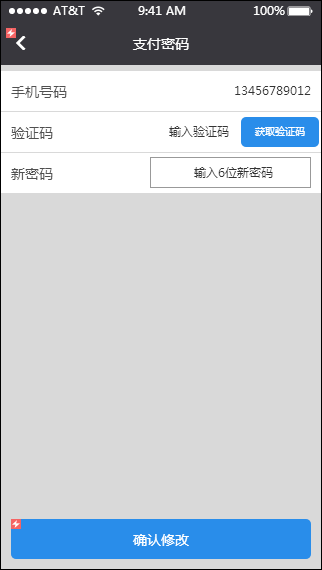 AT&T 9:41 AM 100%
支付密码
手机号码 13456789012
验证码 输入验证码 获取验证码
新密码 输入6位新密码
确认修改